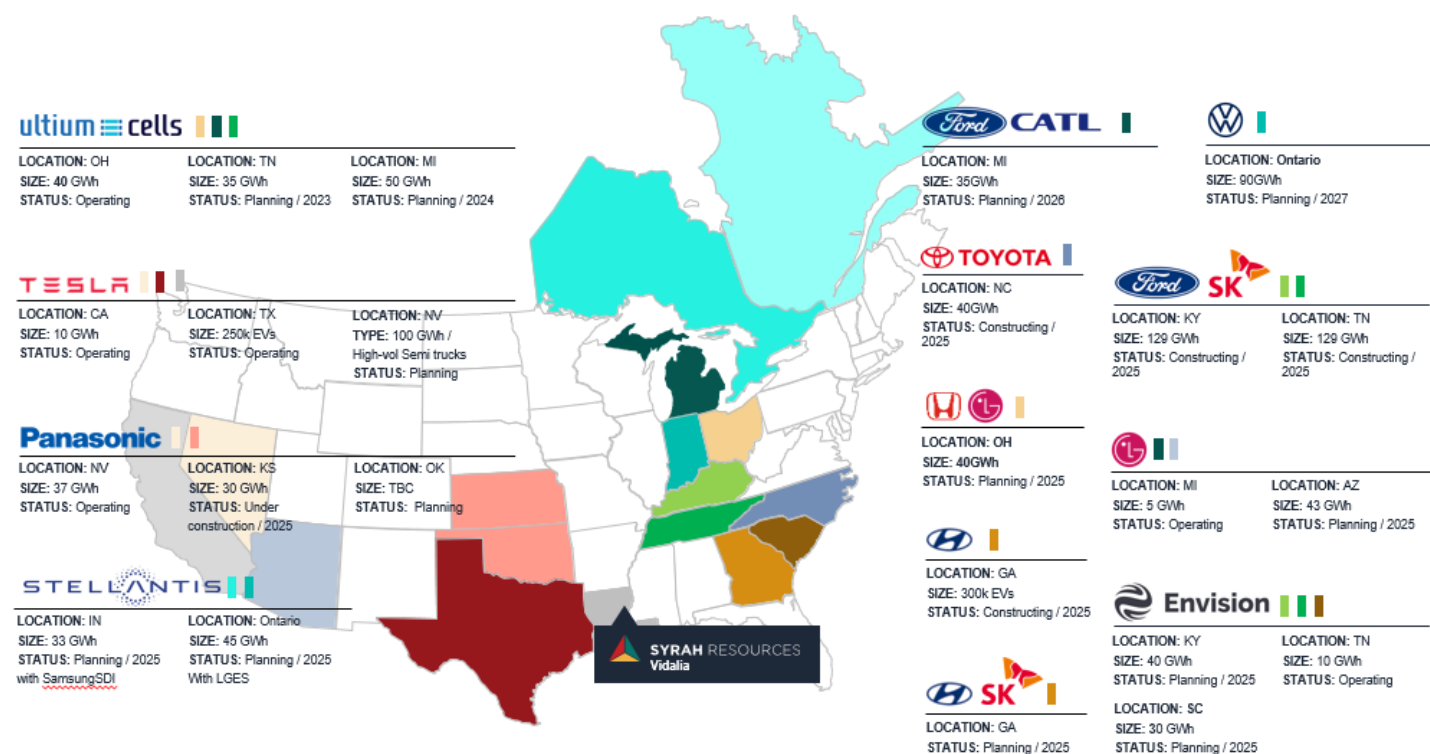 ultium cells
LOCATION: OH
SIZE: 40 GWh
STATUS: Operating
LOCATION: TN
SIZE: 35 GWh
STATUS: Planning / 2023
LOCATION: MI
SIZE: 50 GWh
STATUS: Planning / 2024
TESLA
LOCATION: CA
SIZE: 10 GWh
STATUS: Operating
LOCATION: TX
SIZE: 250k EVs
STATUS: Operating
LOCATION: NV
TYPE: 100 GWh /
High-vol Semi trucks
STATUS: Planning
Panasonic
LOCATION: NV
SIZE: 37 GWh
STATUS: Operating
LOCATION: KS
SIZE: 30 GWh
STATUS: Under
construction / 2025
LOCATION: OK
SIZE: TBC
STATUS: Planning
STELLANTIS
LOCATION: IN
SIZE: 33 GWh
STATUS: Planning / 2025
with SamsungSDI
LOCATION: Ontario
SIZE: 45 GWh
STATUS: Planning / 2025
With LGES
SYRAH RESOURCES
Vidalia
Ford CATL
LOCATION: MI
SIZE: 35GWh
STATUS: Planning / 2026
VW
LOCATION: Ontario
SIZE: 90GWh
STATUS: Planning / 2027
TOYOTA
LOCATION: NC
SIZE: 40GWh
STATUS: Constructing /
2025
Ford SK
LOCATION: KY
SIZE: 129 GWh
STATUS: Constructing /
2025
LOCATION: TN
SIZE: 129 GWh
STATUS: Constructing /
2025
LG
LOCATION: OH
SIZE: 40GWh
STATUS: Planning / 2025
LG
LOCATION: MI
SIZE: 5 GWh
STATUS: Operating
LOCATION: AZ
SIZE: 43 GWh
STATUS: Planning / 2025
LOCATION: GA
SIZE: 300k EVs
STATUS: Constructing / 2025
Envision
LOCATION: KY
SIZE: 40 GWh
STATUS: Planning / 2025
LOCATION: TN
SIZE: 10 GWh
STATUS: Operating
LOCATION: SC
SIZE: 30 GWh
STATUS: Planning / 2025
SK
LOCATION: GA
STATUS: Planning / 2025